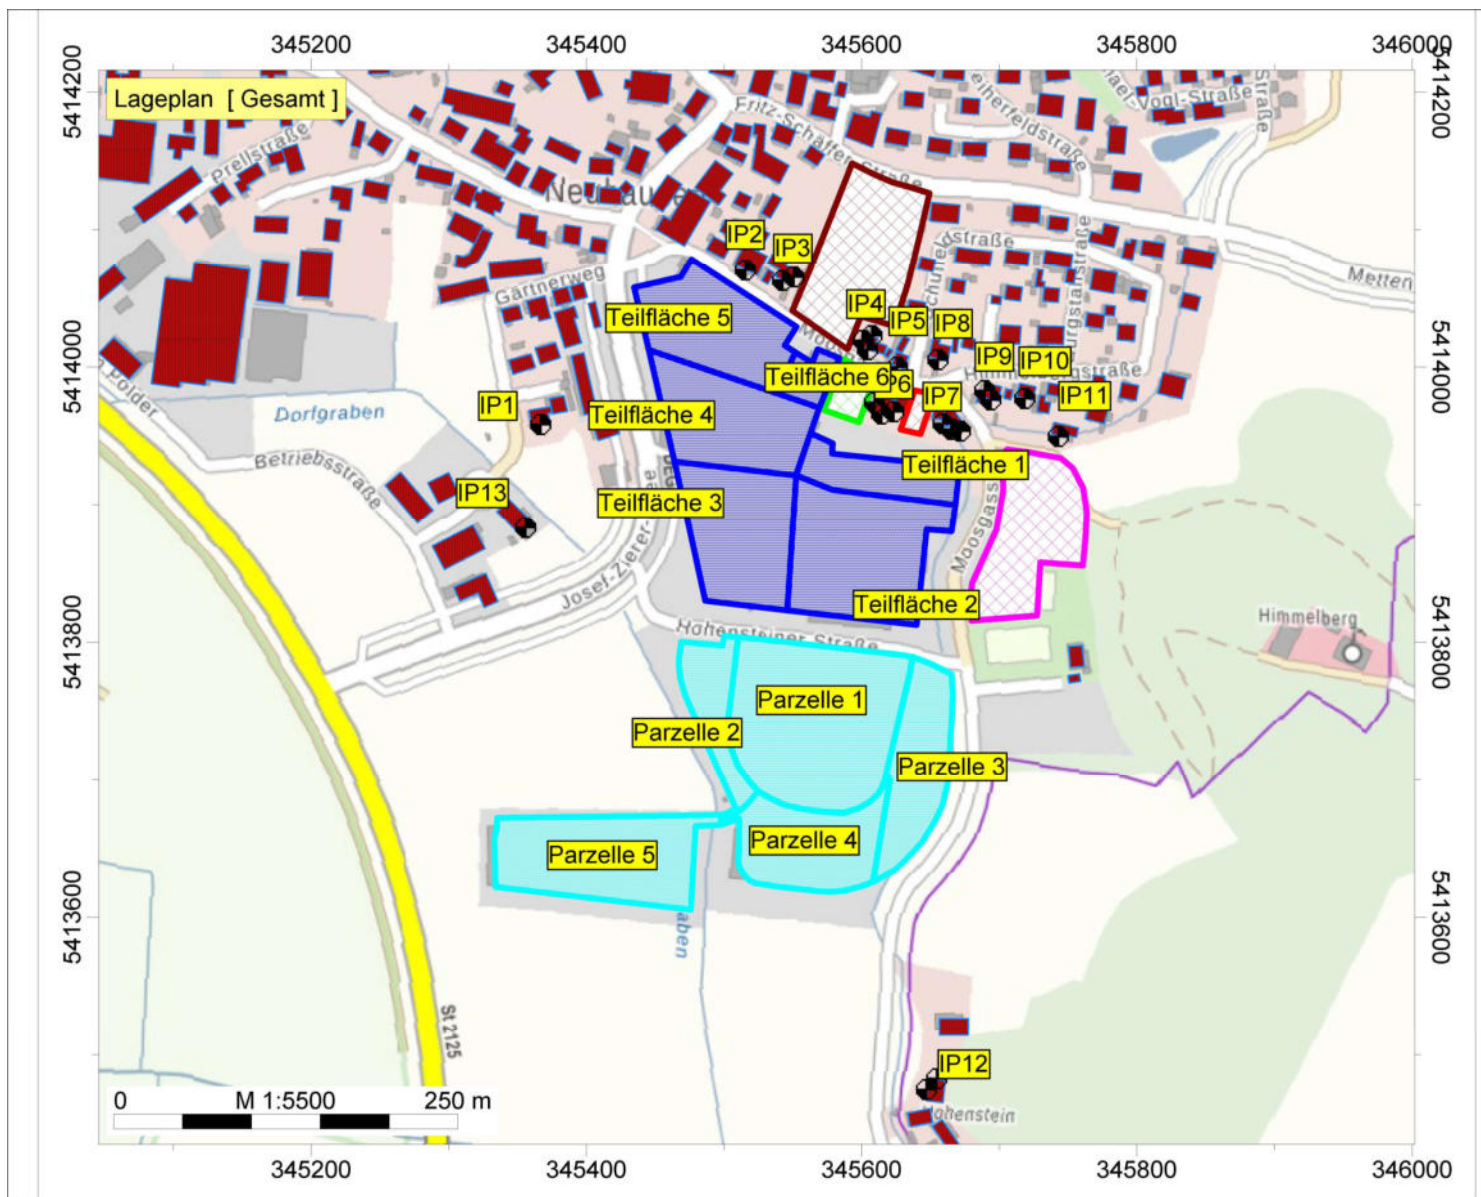 345200 345400 345600 345800 346000
5414200
5414200
Lageplan [ Gesamt ]
Fritz-Schäffer-Straße
Straße
Prellstraße
IP2
IP3
Gärtnerweg
Metten
Teilfläche 5
IP4
IP5
IP8
5414000
5414000
IP9
IP10
Teilfläche 6
IP7
IP11
IP1
Dorfgraben
Teilfläche 4
Betriebsstraße
Teilfläche 1
IP13
Teilfläche 3
Teilfläche 2
Himmelberg
Hohensteiner Straße
5413800
5413800
Parzelle 1
Parzelle 2
Parzelle 3
Parzelle 4
Parzelle 5
5413600
5413600
St 2125
IP12
Hohenstein
0 M 1:5500 250 m
345200 345400 345600 345800 346000